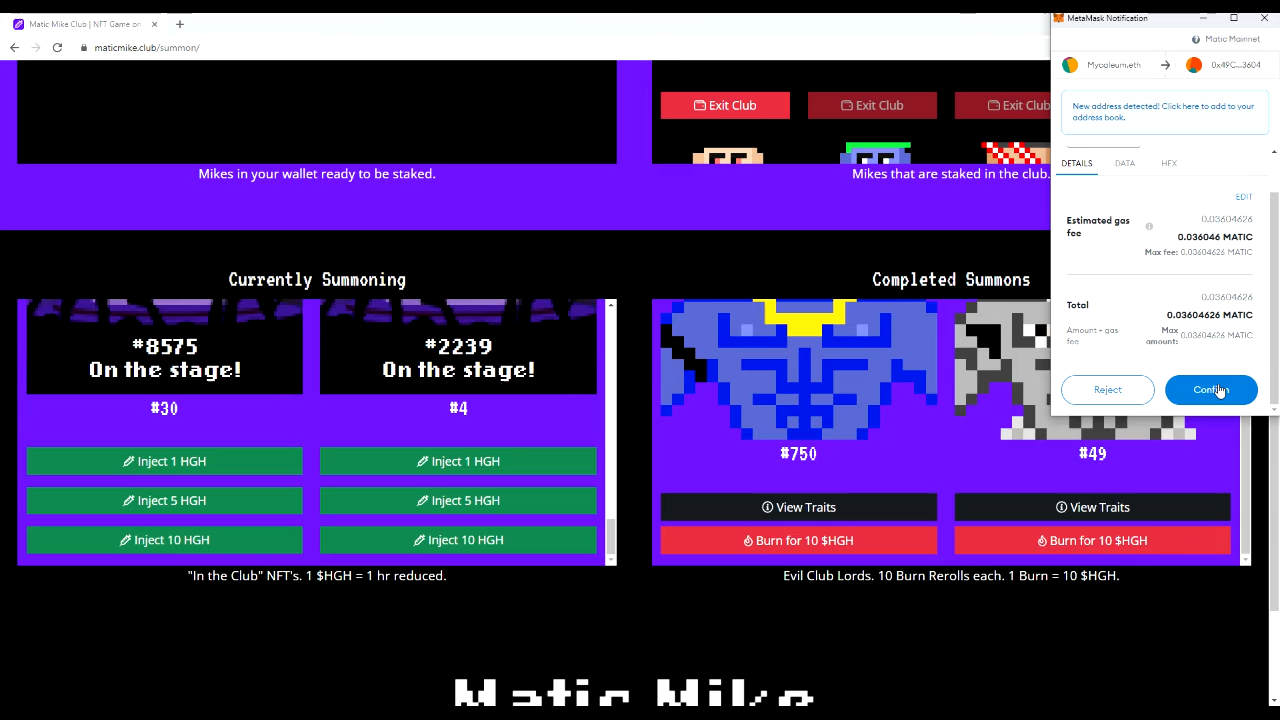 Matic Mike Club | NFT Game on
maticmike.club/summon/
Exit Club
Exit Club
Exit Club
Mikes in your wallet ready to be staked.
Mikes that are staked in the club.
Currently Summoning
Completed Summons
#8575
On the stage!
#30
#2239
On the stage!
#4
Inject 1 HGH
Inject 1 HGH
Inject 5 HGH
Inject 5 HGH
Inject 10 HGH
Inject 10 HGH
"In the Club" NFT's. 1 $HGH = 1 hr reduced.
#750
#49
View Traits
View Traits
Burn for 10 $HGH
Burn for 10 $HGH
Evil Club Lords. 10 Burn Rerolls each. 1 Burn = 10 $HGH.
Matic Mike
MetaMask Notification
Matic Mainnet
Mycaleum.eth
0x49C...3604
New address detected! Click here to add to your
address book.
DETAILS
DATA
HEX
EDIT
Estimated gas
fee
0.03604626
0.036046 MATIC
Max fee: 0.03604626 MATIC
Total
0.03604626
0.03604626 MATIC
Amount + gas
fee
Max
amount: 0.03604626 MATIC
Reject
Confirm